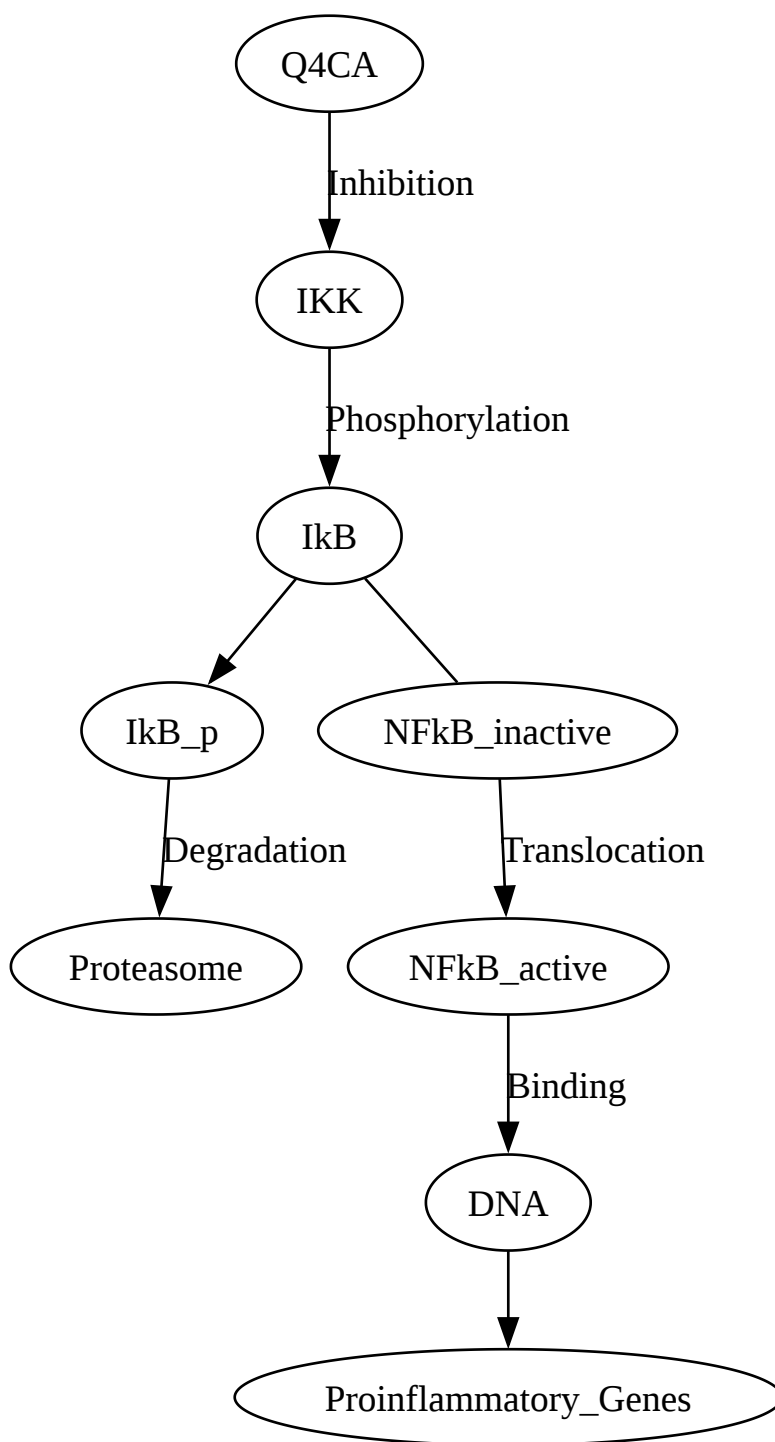 Q4CA
Inhibition
IKK
Phosphorylation
IkB
IkB_p
NFkB_inactive
Degradation
Translocation
Proteasome
NFkB_active
Binding
DNA
Proinflammatory_Genes